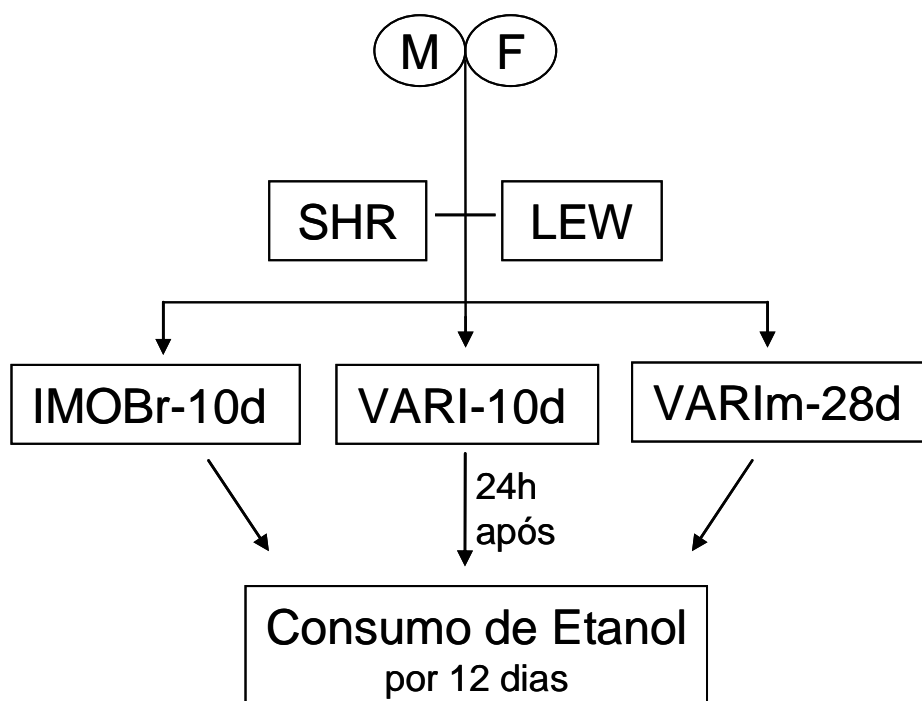 M F
SHR LEW
IMOBr-10d VARI-10d VARIm-28d
24h
após
Consumo de Etanol
por 12 dias